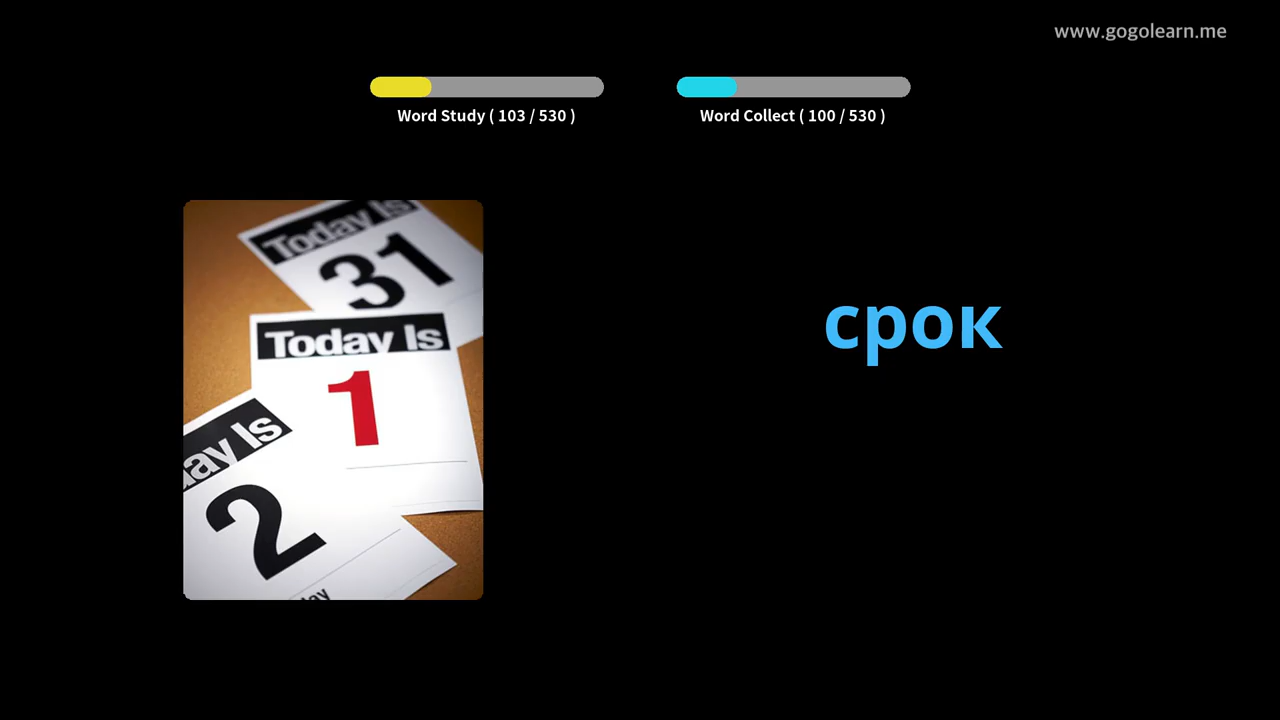 www.gogolearn.me
Word Study ( 103 / 530 )
Word Collect ( 100 / 530 )
Today Is
31
Today Is
1
ay Is
2
ay
срок